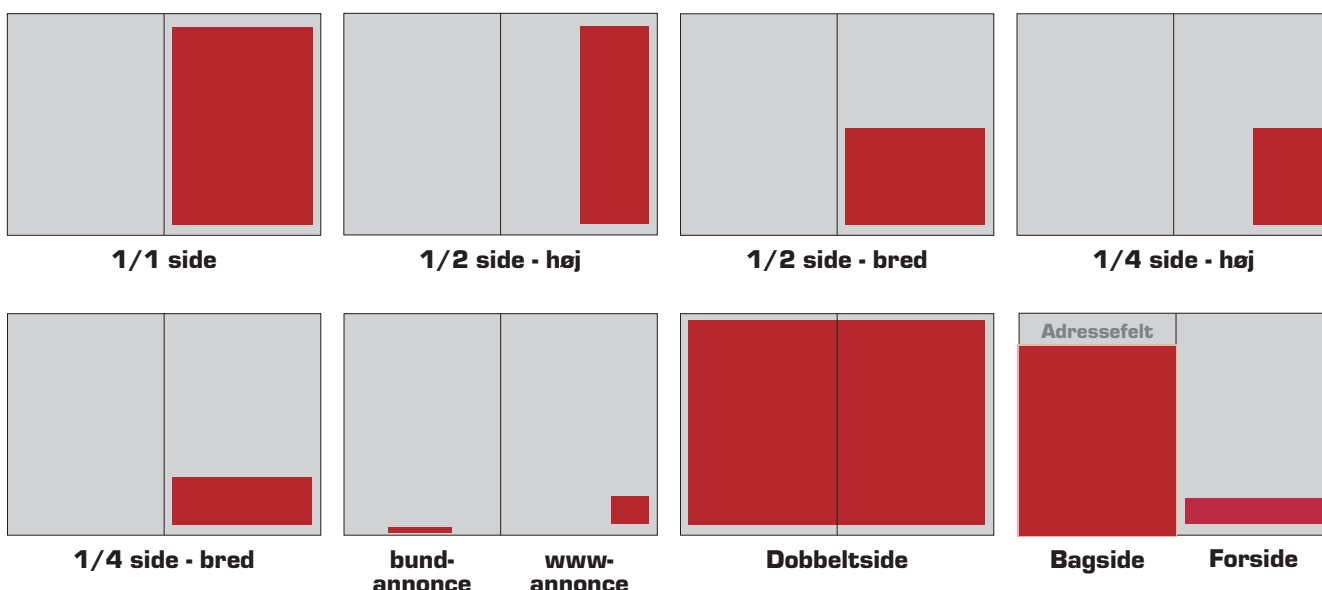 1/1 side
1/2 side - høj
1/2 side - bred
1/4 side - høj
Adressefelt
1/4 side - bred
bund-
annonce
www-
annonce
Dobbeltside
Bagside
Forside